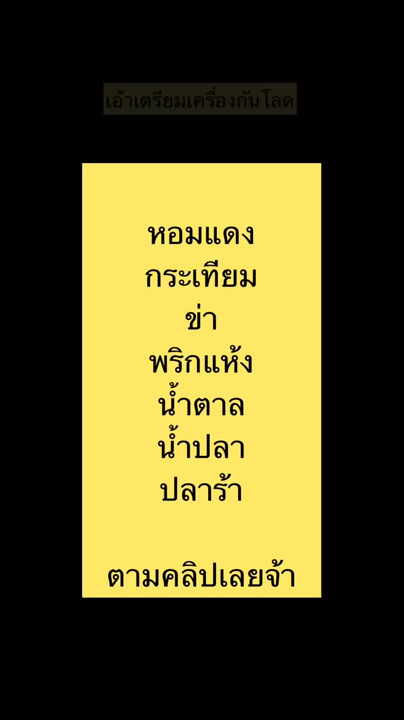 เอ้าเตรียมเครื่องกันโลด
หอมแดง
กระเทียม
ข่า
พริกแห้ง
น้ำตาล
น้ำปลา
ปลาร้า
ตามคลิปเลยจ้า